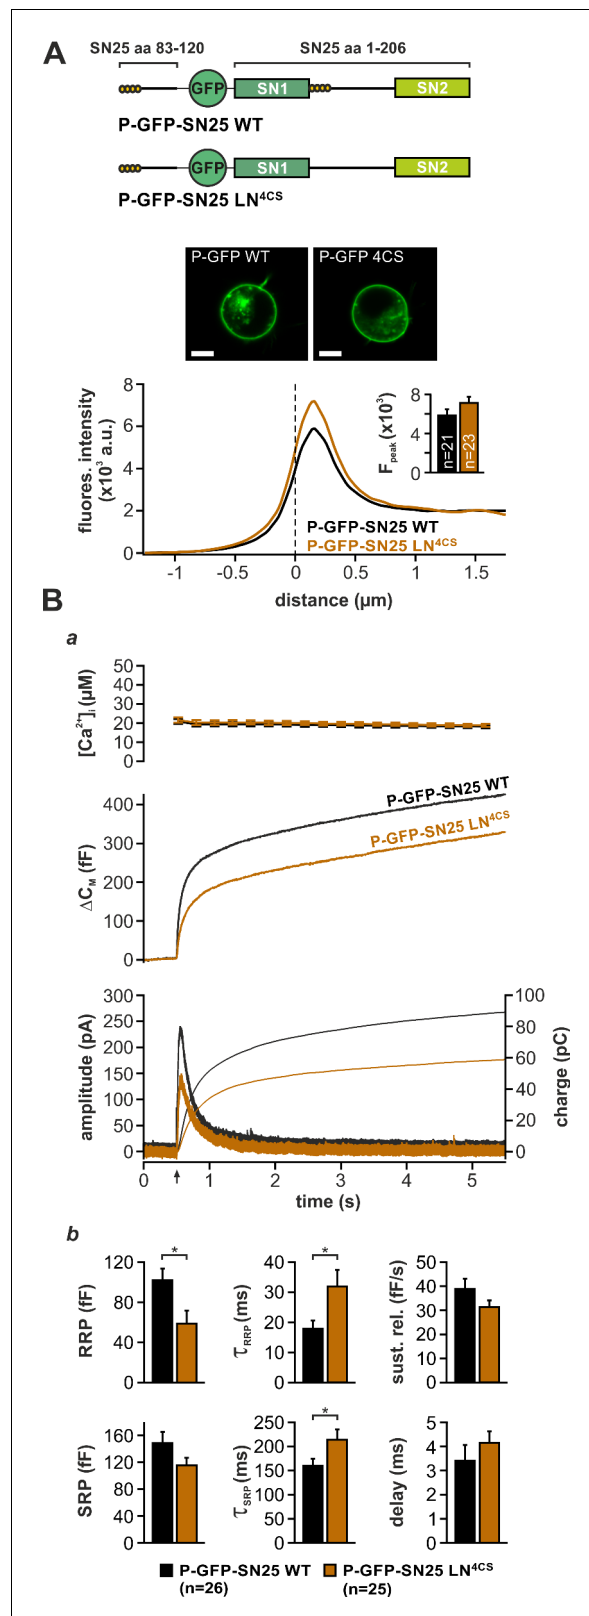 A
SN25 aa 83-120
SN25 aa 1-206
GFP
SN1
SN2
P-GFP-SN25 WT
GFP
SN1
SN2
P-GFP-SN25 LN4CS
P-GFP WT
P-GFP 4CS
fluores. intensity
(x10³ a.u.)
8
6
4
2
0
8
4
0
Fpeak (x10³)
n=21
n=23
P-GFP-SN25 WT
P-GFP-SN25 LN4CS
-1
-0.5
0
0.5
1
1.5
distance (µm)
B
a
[Ca2+]i (µM)
50
40
30
20
10
0
P-GFP-SN25 WT
P-GFP-SN25 LN4CS
ΔCM (fF)
400
300
200
100
0
amplitude (pA)
300
250
200
150
100
50
0
100
80
60
40
20
0
charge (pC)
0
1
2
3
4
5
time (s)
b
RRP (fF)
120
80
60
0
*
τRRP (ms)
40
30
20
10
0
*
sust. rel. (fF/s)
50
40
30
20
10
0
SRP (fF)
160
120
80
40
0
τSRP (ms)
250
200
150
100
50
0
*
delay (ms)
5
4
3
2
1
0
P-GFP-SN25 WT
(n=26)
P-GFP-SN25 LN4CS
(n=25)